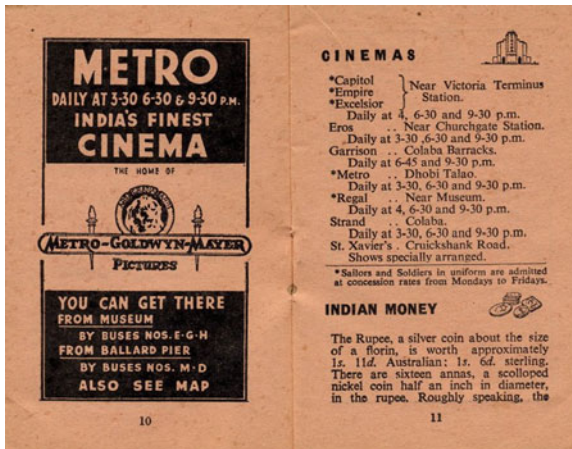 METRO
DAILY AT 3-30 6-30 & 9-30 P.M.
INDIA'S FINEST
CINEMA
THE HOME OF
METRO-GOLDWYN-MAYER
PICTURES
YOU CAN GET THERE
FROM MUSEUM
BY BUSES NOS. E-G-H
FROM BALLARD PIER
BY BUSES NOS. M-D
ALSO SEE MAP
10
CINEMAS
*Capitol
*Empire
*Excelsior
Near Victoria Terminus
Station.
Daily at 4, 6-30 and 9-30 p.m.
Eros .. Near Churchgate Station.
Daily at 3-30 ,6-30 and 9-30 p.m.
Garrison .. Colaba Barracks.
Daily at 6-45 and 9-30 p.m.
*Metro .. Dhobi Talao.
Daily at 3-30, 6-30 and 9-30 p.m.
*Regal .. Near Museum.
Daily at 4, 6-30 and 9-30 p.m.
Strand .. Colaba.
Daily at 3-30, 6-30 and 9-30 p.m.
St. Xavier's . Cruickshank Road.
Shows specially arranged.
*Sailors and Soldiers in uniform are admitted
at concession rates from Mondays to Fridays.
INDIAN MONEY
The Rupee, a silver coin about the size
of a florin, is worth approximately
1s. 11d. Australian; 1s. 6d. sterling.
There are sixteen annas, a scolloped
nickel coin half an inch in diameter,
in the rupee. Roughly speaking, the
11